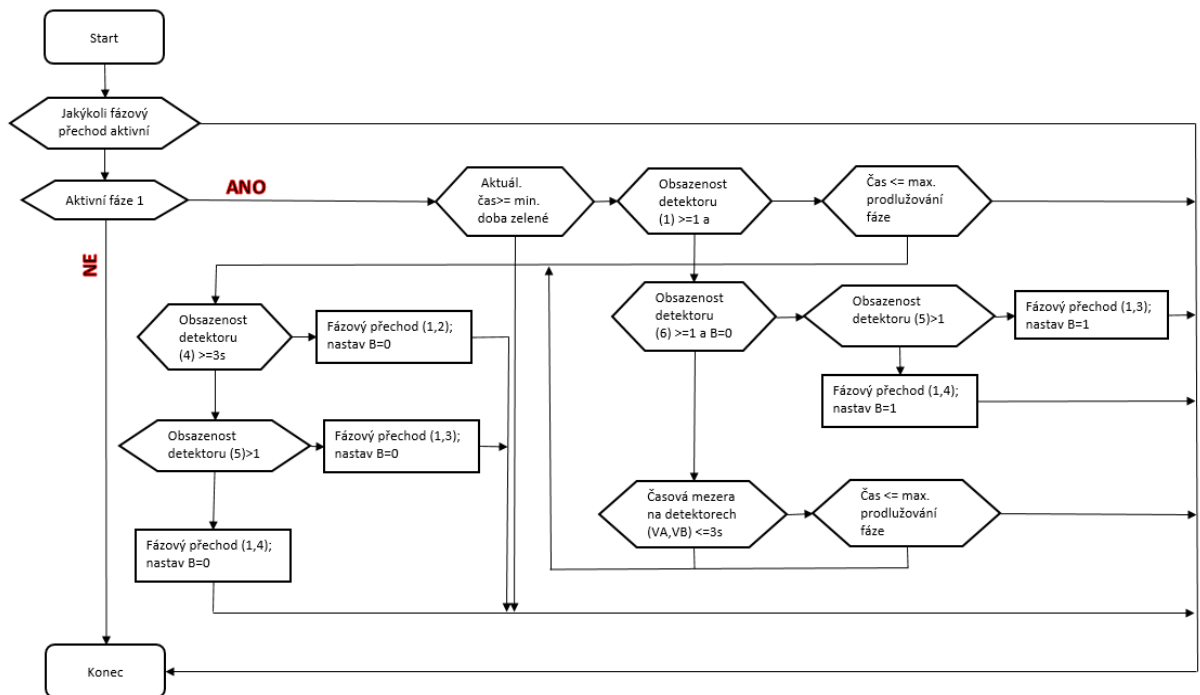 Start
Jakýkoli fázový
přechod aktivní
Aktivní fáze 1
ANO
NE
Aktuál.
čas>= min.
doba zelené
Obsazenost
detektoru
(1) >=1 a
Čas <= max.
prodlužování
fáze
Obsazenost
detektoru
(4) >=3s
Fázový přechod (1,2);
nastav B=0
Obsazenost
detektoru
(6) >=1 a B=0
Obsazenost
detektoru (5)>1
Fázový přechod (1,3);
nastav B=1
Fázový přechod (1,4);
nastav B=1
Obsazenost
detektoru (5)>1
Fázový přechod (1,3);
nastav B=0
Časová mezera
na detektorech
(VA,VB) <=3s
Čas <= max.
prodlužování
fáze
Fázový přechod (1,4);
nastav B=0
Konec